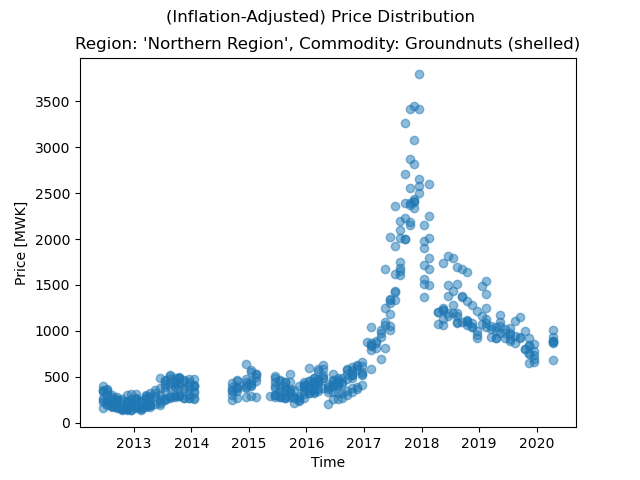 (Inflation-Adjusted) Price Distribution
Region: 'Northern Region', Commodity: Groundnuts (shelled)
Price [MWK]
3500
3000
2500
2000
1500
1000
500
0
2013 2014 2015 2016 2017 2018 2019 2020
Time